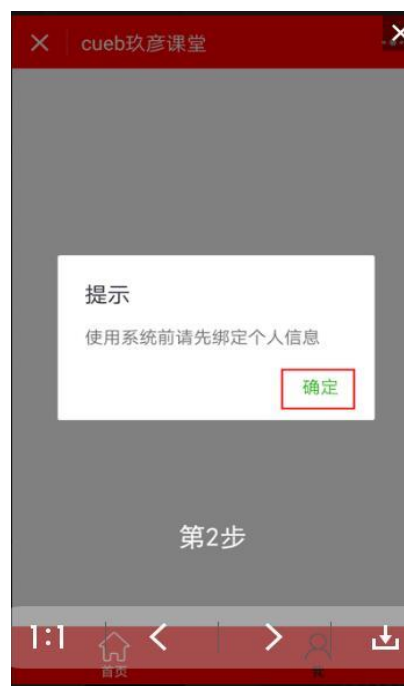 cueb玖彦课堂
提示
使用系统前请先绑定个人信息
确定
第2步
1:1
首页
我